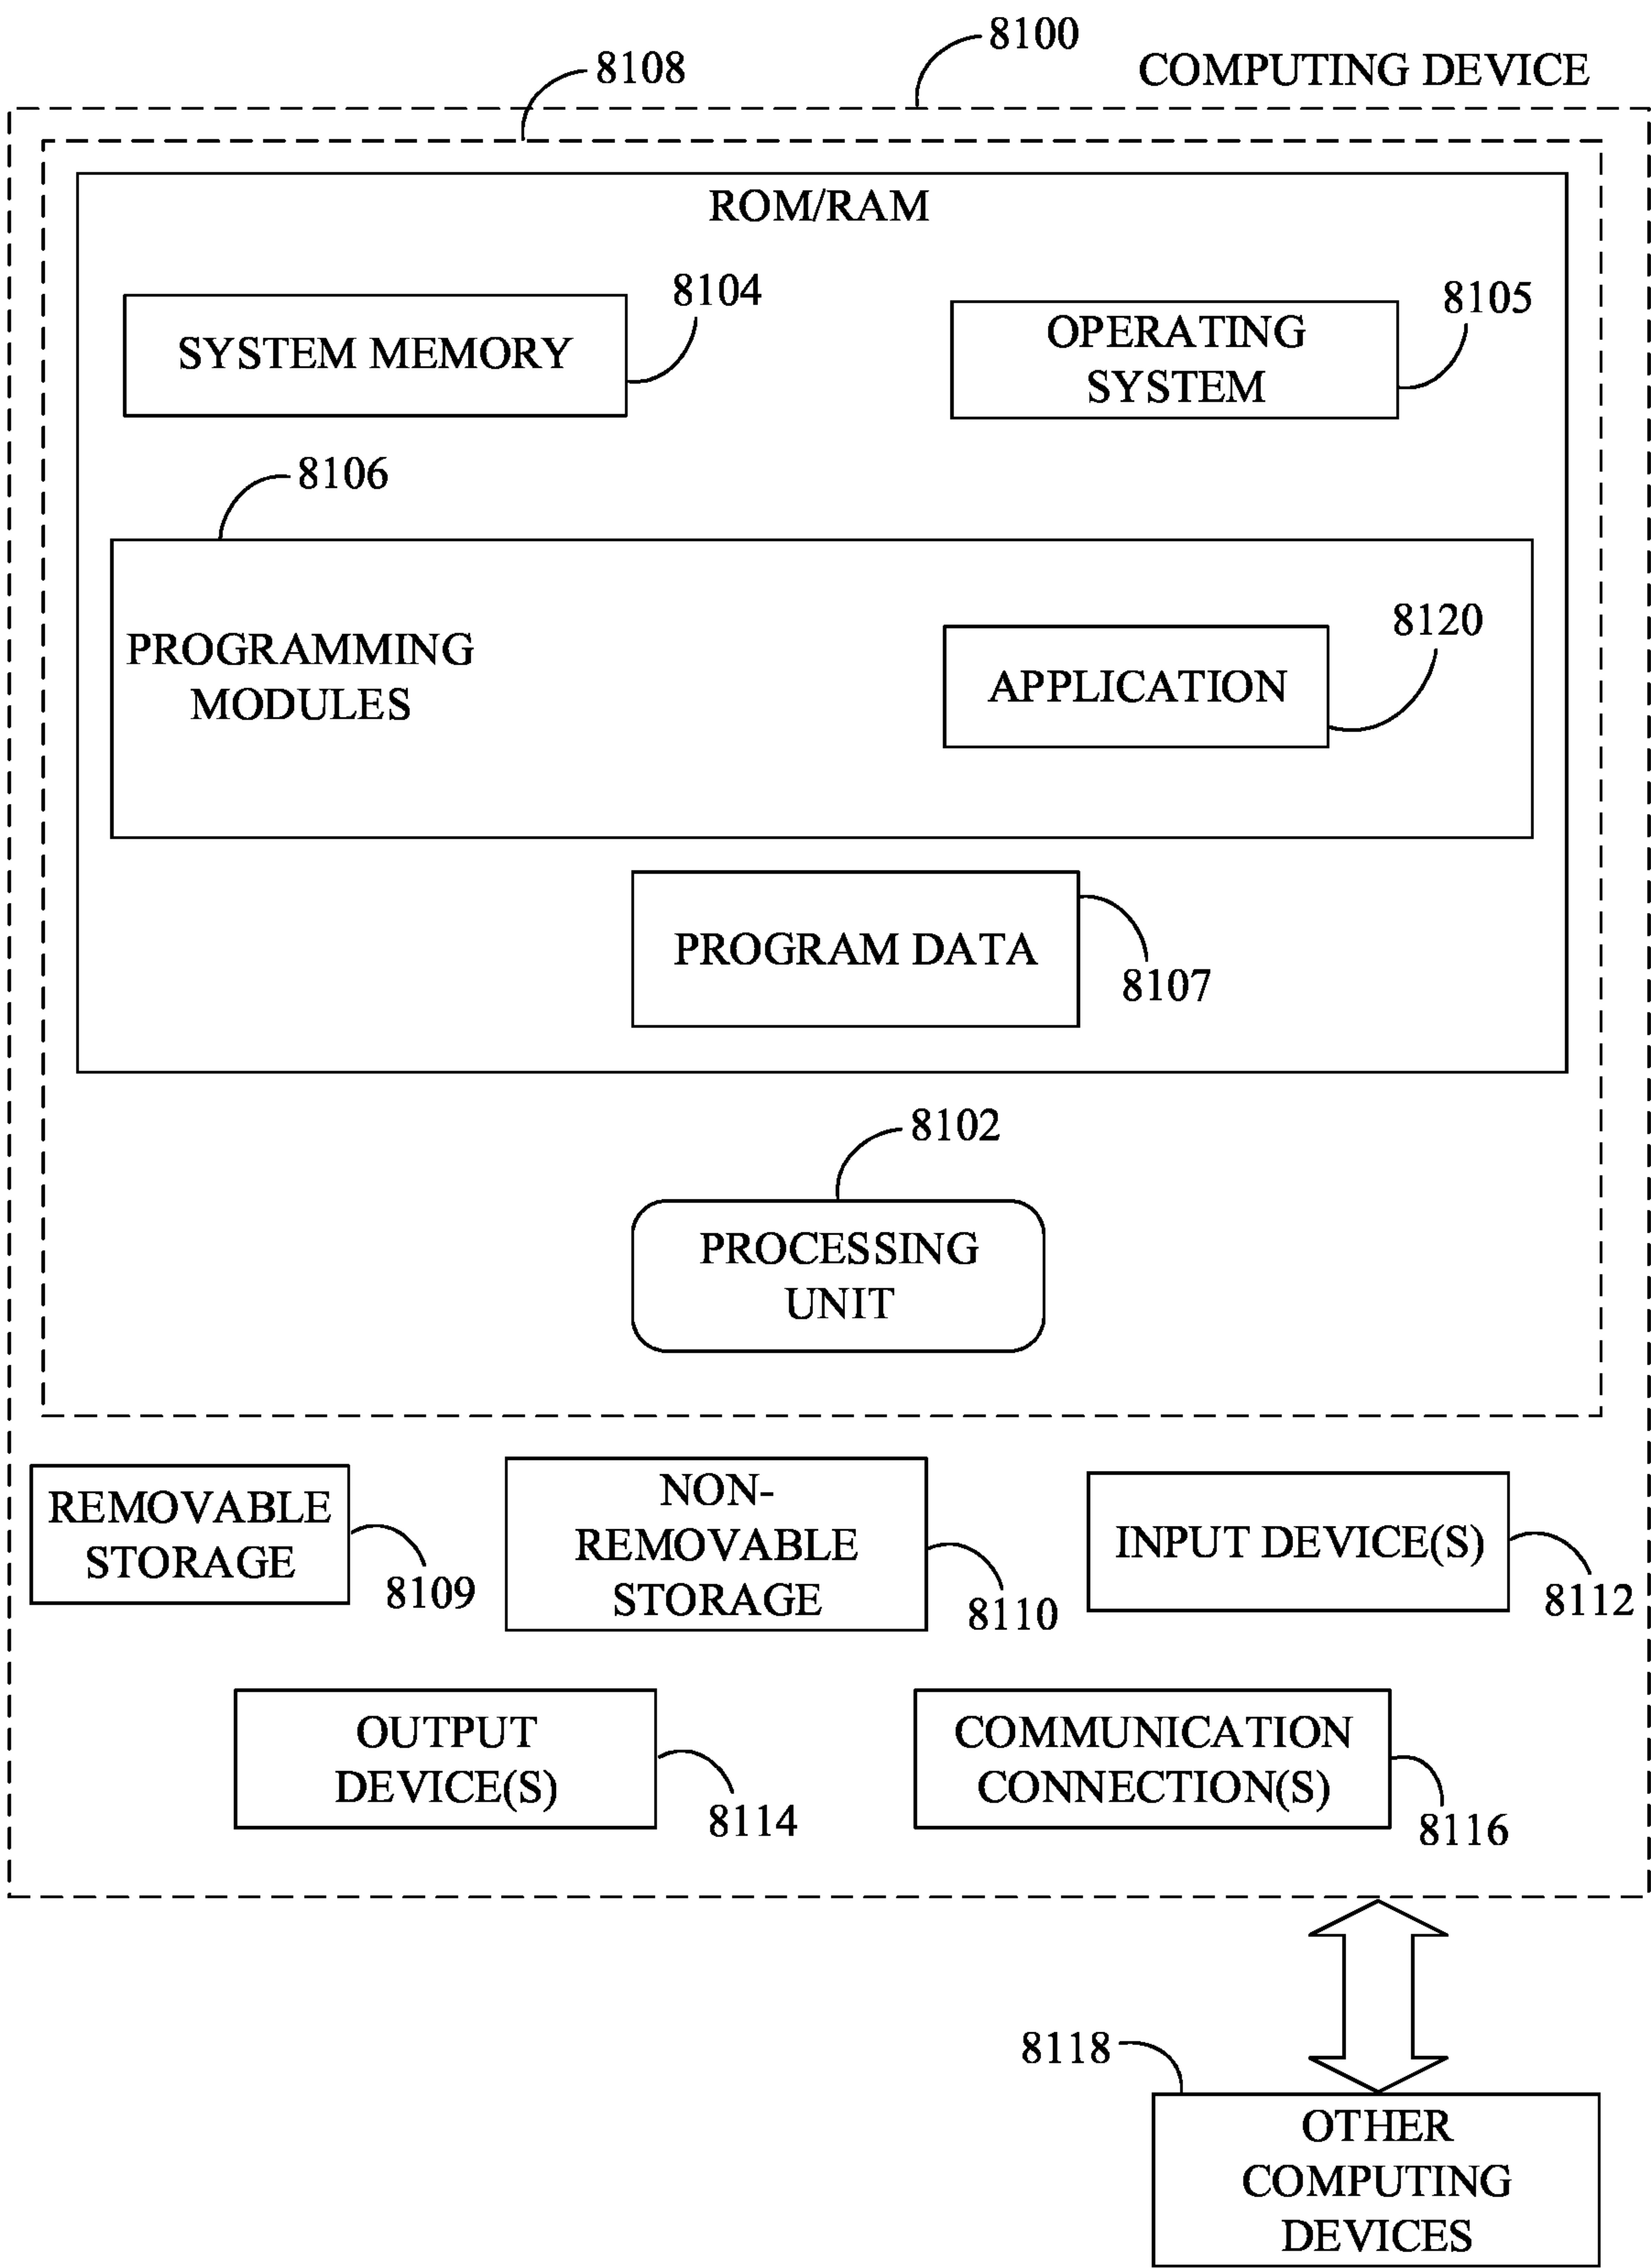 8100
COMPUTING DEVICE
8108
ROM/RAM
8104
SYSTEM MEMORY
8105
OPERATING
SYSTEM
8106
PROGRAMMING
MODULES
8120
APPLICATION
PROGRAM DATA
8107
8102
PROCESSING
UNIT
REMOVABLE
STORAGE
8109
NON-
REMOVABLE
STORAGE
8110
INPUT DEVICE(S)
8112
OUTPUT
DEVICE(S)
8114
COMMUNICATION
CONNECTION(S)
8116
8118
OTHER
COMPUTING
DEVICES